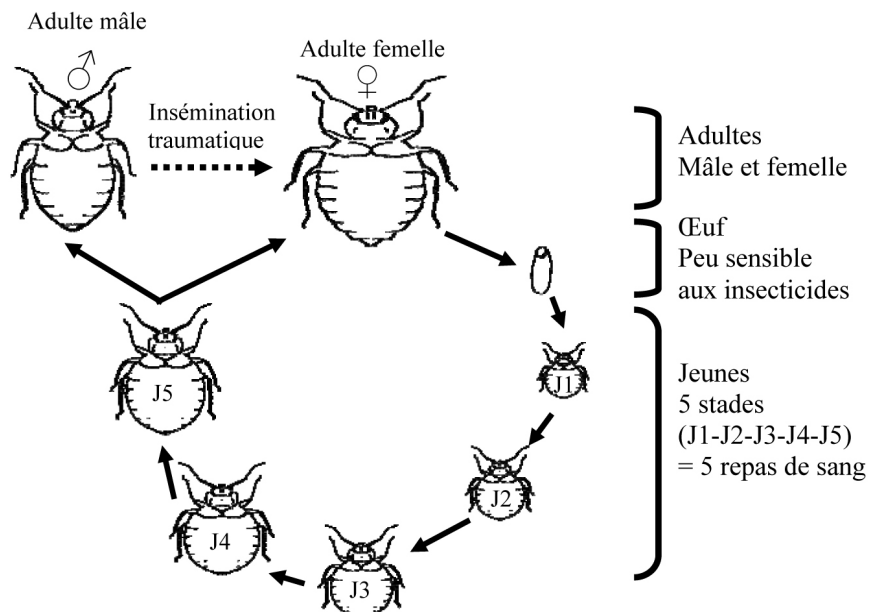 Adulte mâle
♂
Adulte femelle
♀
Insémination
traumatique
Adultes
Mâle et femelle
Œuf
Peu sensible
aux insecticides
J1
J2
J3
J4
J5
Jeunes
5 stades
(J1-J2-J3-J4-J5)
= 5 repas de sang